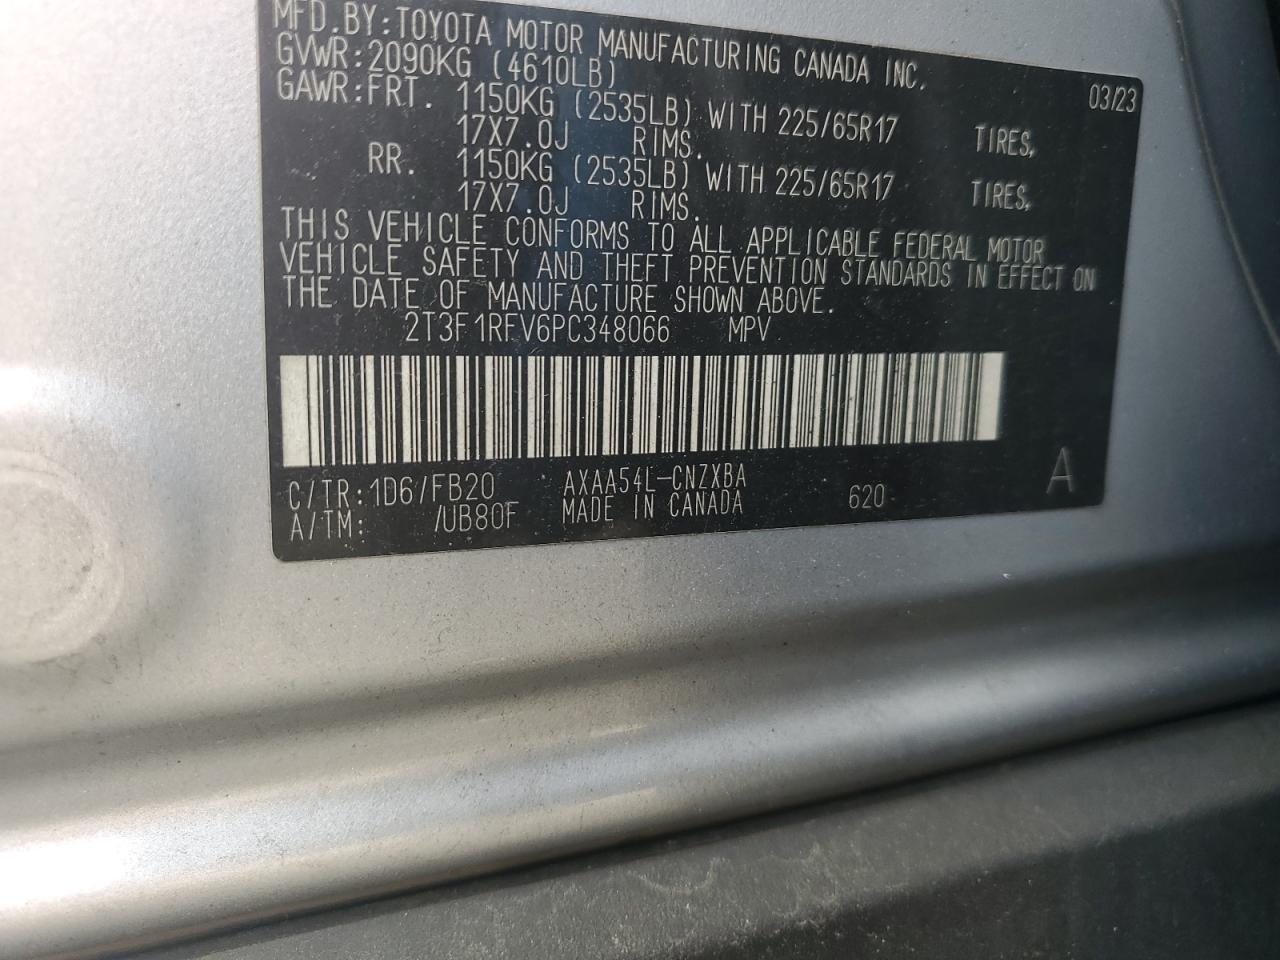 MFD.BY:TOYOTA MOTOR MANUFACTURING CANADA INC.
GVWR:2090KG (4610LB) 03/23
GAWR:FRT. 1150KG (2535LB) WITH 225/65R17 TIRES,
17X7.0J RIMS.
RR. 1150KG (2535LB) WITH 225/65R17 TIRES,
17X7.0J RIMS.
THIS VEHICLE CONFORMS TO ALL APPLICABLE FEDERAL MOTOR
VEHICLE SAFETY AND THEFT PREVENTION STANDARDS IN EFFECT ON
THE DATE OF MANUFACTURE SHOWN ABOVE.
2T3F1RFV6PC348066 MPV
C/TR:1D6/FB20 AXAA54L-CNZXBA
A/TM: /UB80F MADE IN CANADA 620 A